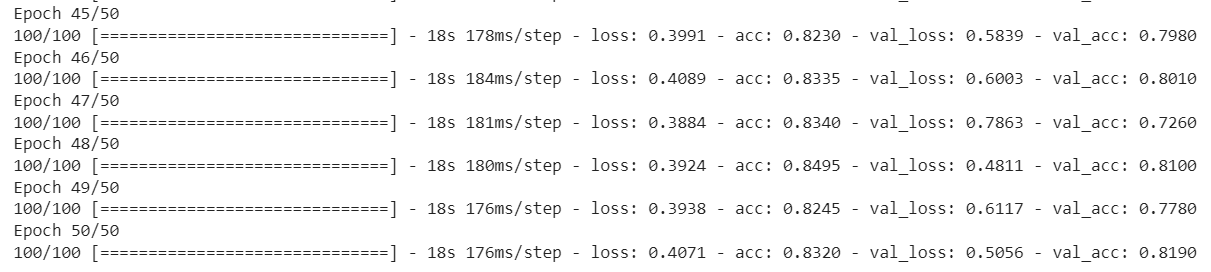 Epoch 45/50
100/100 [==============================] - 18s 178ms/step - loss: 0.3991 - acc: 0.8230 - val_loss: 0.5839 - val_acc: 0.7980
Epoch 46/50
100/100 [==============================] - 18s 184ms/step - loss: 0.4089 - acc: 0.8335 - val_loss: 0.6003 - val_acc: 0.8010
Epoch 47/50
100/100 [==============================] - 18s 181ms/step - loss: 0.3884 - acc: 0.8340 - val_loss: 0.7863 - val_acc: 0.7260
Epoch 48/50
100/100 [==============================] - 18s 180ms/step - loss: 0.3924 - acc: 0.8495 - val_loss: 0.4811 - val_acc: 0.8100
Epoch 49/50
100/100 [==============================] - 18s 176ms/step - loss: 0.3938 - acc: 0.8245 - val_loss: 0.6117 - val_acc: 0.7780
Epoch 50/50
100/100 [==============================] - 18s 176ms/step - loss: 0.4071 - acc: 0.8320 - val_loss: 0.5056 - val_acc: 0.8190